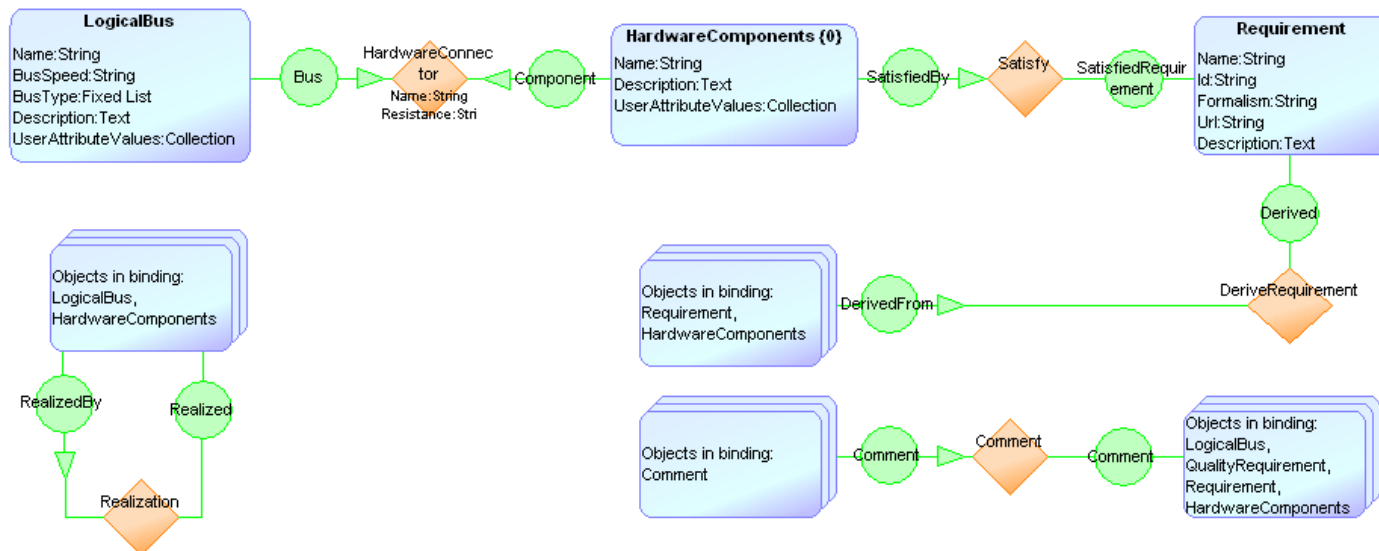 LogicalBus
Name:String
BusSpeed:String
BusType:Fixed List
Description:Text
UserAttributeValues:Collection
Bus
HardwareConnec
tor
Name:String
Resistance:Stri
Component
HardwareComponents {0}
Name:String
Description:Text
UserAttributeValues:Collection
SatisfiedBy
Satisfy
SatisfiedRequir
ement
Requirement
Name:String
Id:String
Formalism:String
Url:String
Description:Text
Derived
Objects in binding:
LogicalBus,
HardwareComponents
Objects in binding:
Requirement,
HardwareComponents
DerivedFrom
DeriveRequirement
RealizedBy
Realized
Realization
Objects in binding:
Comment
Comment
Comment
Comment
Objects in binding:
LogicalBus,
QualityRequirement,
Requirement,
HardwareComponents